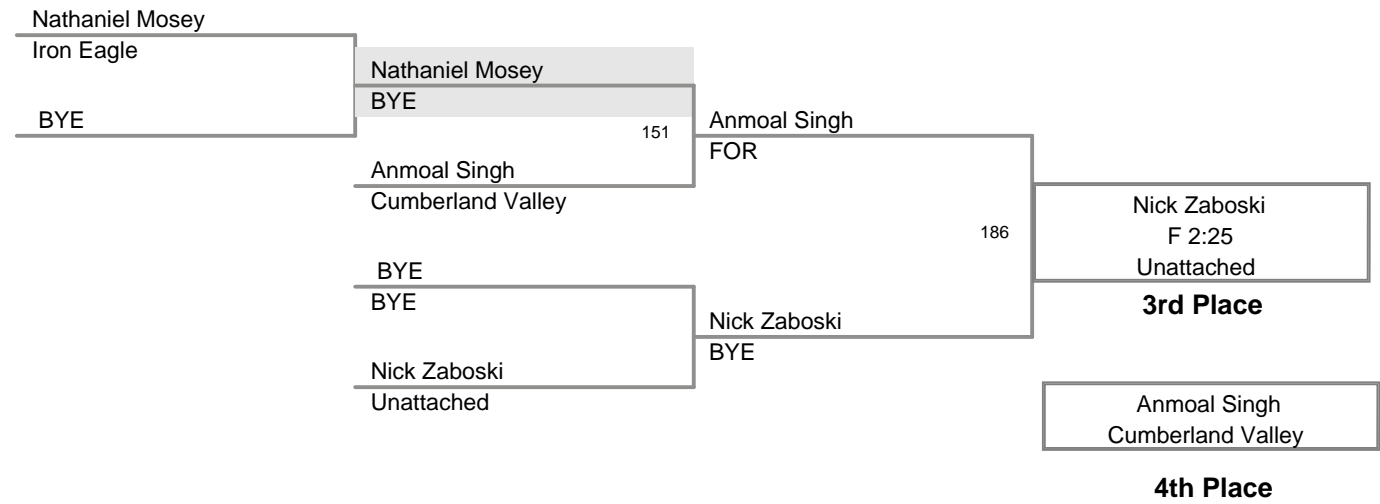 Nathaniel Mosey
Iron Eagle
BYE
Nathaniel Mosey
BYE
151
Anmoal Singh
Cumberland Valley
BYE
BYE
Nick Zaboski
Unattached
Anmoal Singh
FOR
186
Nick Zaboski
BYE
Nick Zaboski
F 2:25
Unattached
3rd Place
Anmoal Singh
Cumberland Valley
4th Place